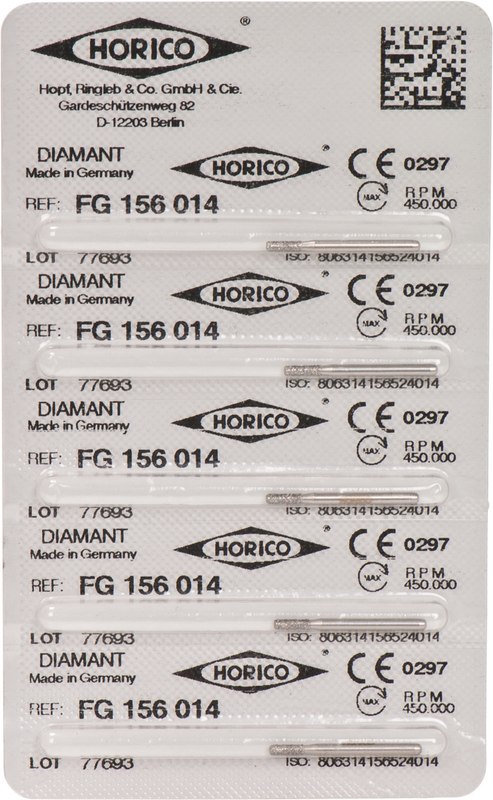 HORICO ®
Hopf, Ringleb & Co. GmbH & Cie.
Gardeschützenweg 82
D-12203 Berlin
DIAMANT HORICO ® CE 0297
Made in Germany MAX RPM
REF: FG 156 014 450.000
LOT 77693 ISO: 806314156524014
DIAMANT HORICO ® CE 0297
Made in Germany MAX RPM
REF: FG 156 014 450.000
LOT 77693 ISO: 806314156524014
DIAMANT HORICO ® CE 0297
Made in Germany MAX RPM
REF: FG 156 014 450.000
LOT 77693 ISO: 806314156524014
DIAMANT HORICO ® CE 0297
Made in Germany MAX RPM
REF: FG 156 014 450.000
LOT 77693 ISO: 806314156524014
DIAMANT HORICO ® CE 0297
Made in Germany MAX RPM
REF: FG 156 014 450.000
LOT 77693 ISO: 806314156524014